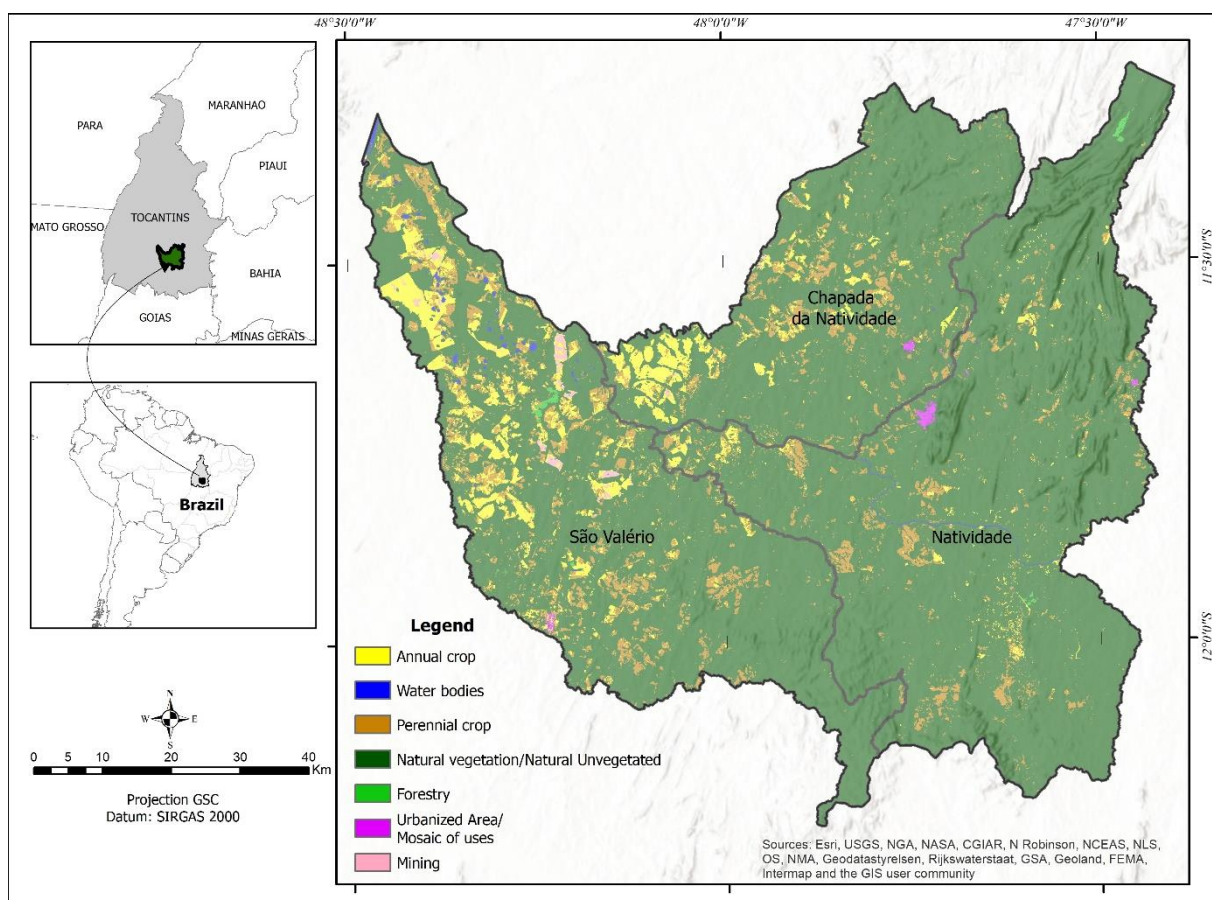 48°30'0"W
48°0'0"W
47°30'0"W
PARA
MARANHAO
PIAUI
TOCANTINS
MATO GROSSO
BAHIA
GOIAS
MINAS GERAIS
Brazil
11°30'0"S
12°0'0"S
Chapada
da Natividade
São Valério
Natividade
Legend
Annual crop
Water bodies
Perennial crop
Natural vegetation/Natural Unvegetated
Forestry
Urbanized Area/
Mosaic of uses
Mining
N
W E
S
0 5 10 20 30 40
Km
Projection GSC
Datum: SIRGAS 2000
Sources: Esri, USGS, NGA, NASA, CGIAR, N Robinson, NCEAS, NLS,
OS, NMA, Geodatastyrelsen, Rijkswaterstaat, GSA, Geoland, FEMA,
Intermap and the GIS user community